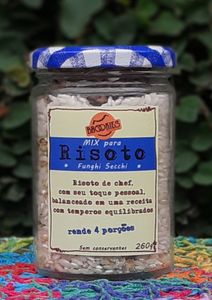 MIX para
Risoto
Funghi Secchi
Risoto de chef,
com seu toque pessoal,
balanceado em uma receita
com temperos equilibrados
rende 4 porções
Sem conservantes
260g